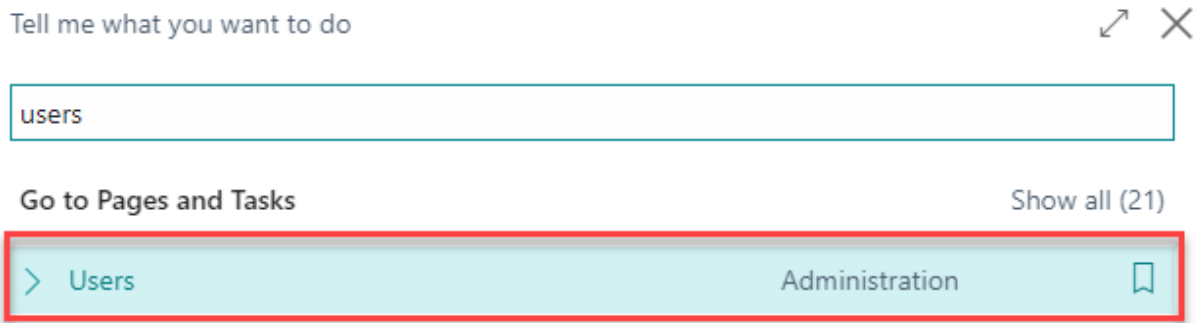 Tell me what you want to do
users
Go to Pages and Tasks Show all (21)
Users Administration